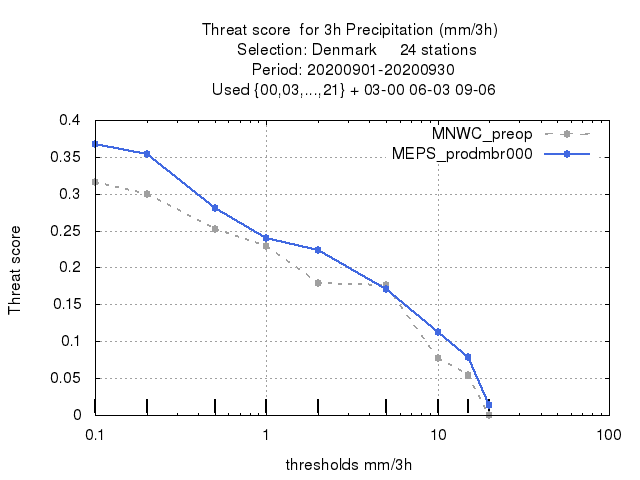 Threat score  for 3h Precipitation (mm/3h)
Selection: Denmark    24 stations
Period: 20200901-20200930
Used {00,03,...,21} + 03-00 06-03 09-06
MNWC_preop
MEPS_prodmbr000
Threat score
0.4
0.35
0.3
0.25
0.2
0.15
0.1
0.05
0
0.1 1 10 100
thresholds mm/3h